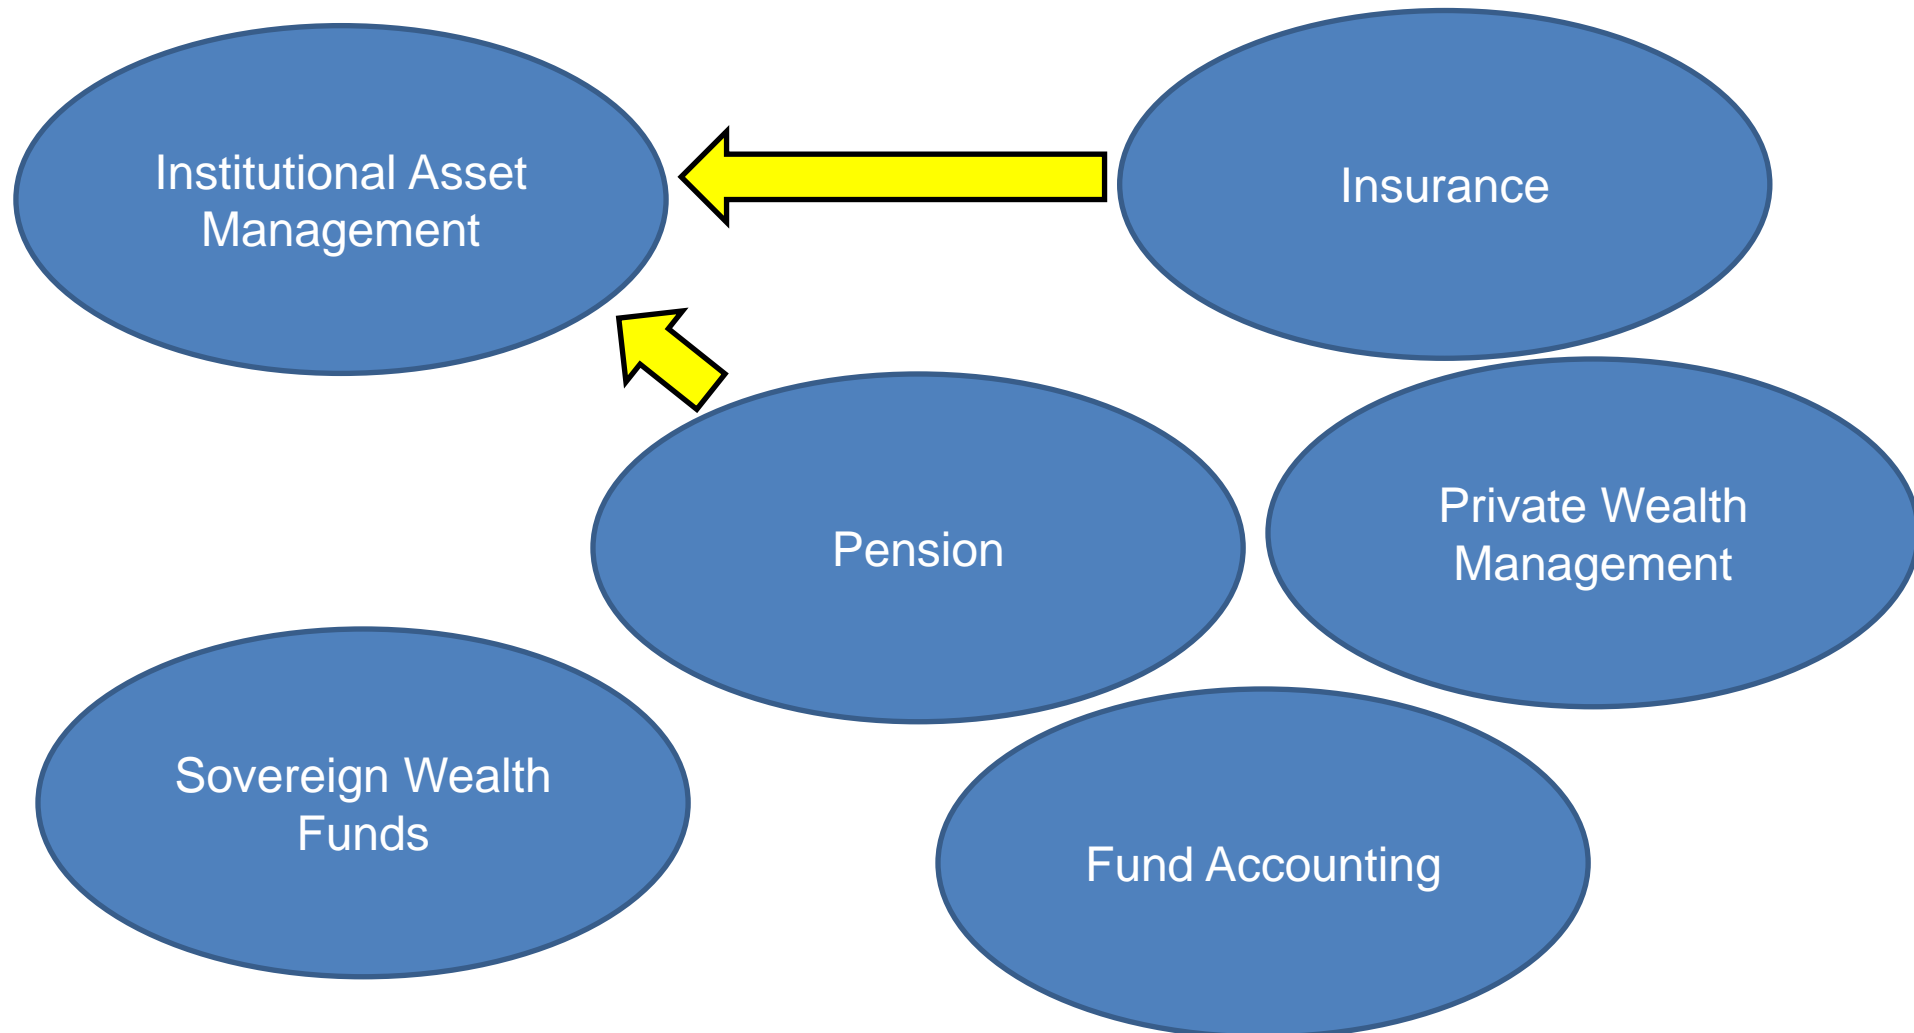 Institutional Asset
Management
Insurance
Pension
Private Wealth
Management
Sovereign Wealth
Funds
Fund Accounting